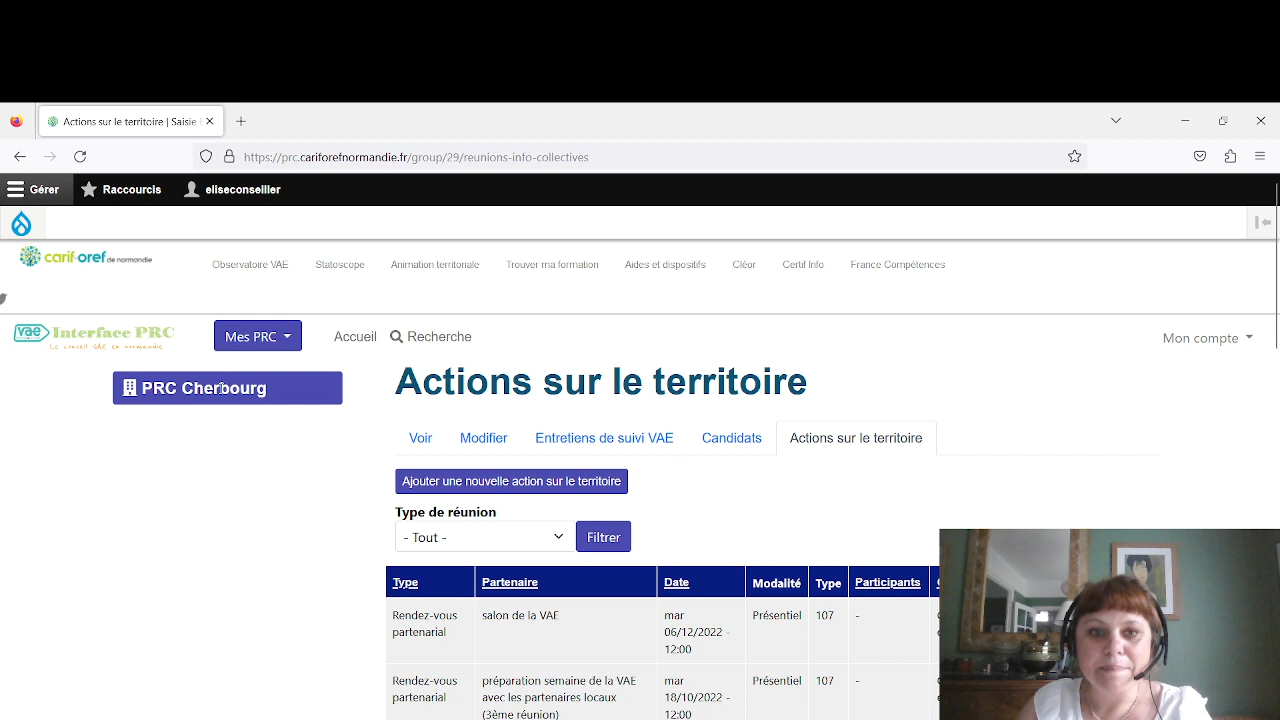 Actions sur le territoire | Saisie
https://prc.cariforefnormandie.fr/group/29/reunions-info-collectives
Gérer Raccourcis eliseconseiller
carif-oref de normandie
Observatoire VAE Statoscope Animation territoriale Trouver ma formation Aides et dispositifs Cléor Certif Info France Compétences
vae Interface PRC
Le conseil VAE en normandie
Mes PRC Accueil Recherche Mon compte
PRC Cherbourg
Actions sur le territoire
Voir Modifier Entretiens de suivi VAE Candidats Actions sur le territoire
Ajouter une nouvelle action sur le territoire
Type de réunion
- Tout - Filtrer
Type Partenaire Date Modalité Type Participants
Rendez-vous salon de la VAE mar Présentiel 107 -
partenarial 06/12/2022 -
12:00
Rendez-vous préparation semaine de la VAE mar Présentiel 107 -
partenarial avec les partenaires locaux 18/10/2022 -
(3ème réunion) 12:00